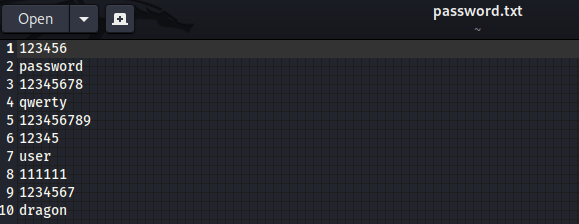 Open
password.txt
~
1 123456
2 password
3 12345678
4 qwerty
5 123456789
6 12345
7 user
8 111111
9 1234567
10 dragon